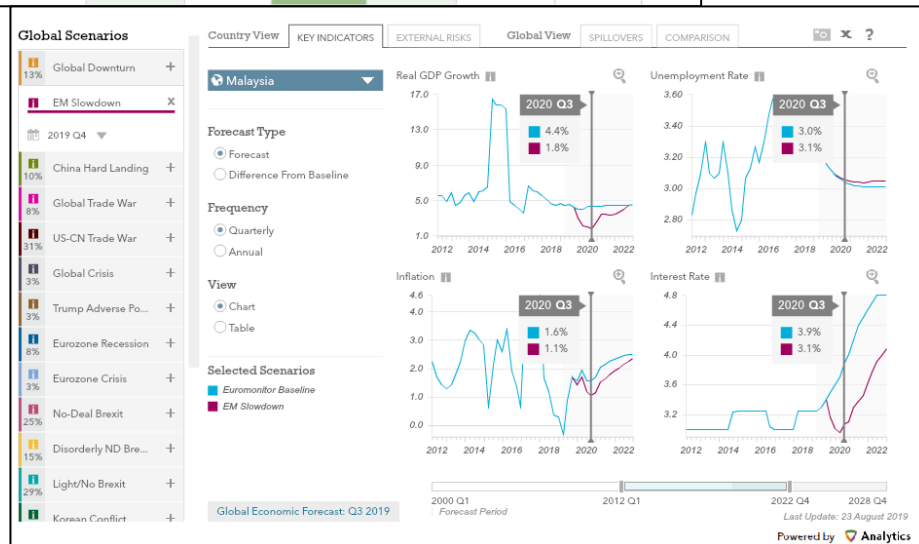 Global Scenarios
13%
Global Downturn +
EM Slowdown X
2019 Q4
10%
China Hard Landing +
8%
Global Trade War +
31%
US-CN Trade War +
3%
Global Crisis +
3%
Trump Adverse Po... +
8%
Eurozone Recession +
3%
Eurozone Crisis +
25%
No-Deal Brexit +
15%
Disorderly ND Bre... +
29%
Light/No Brexit +
Korean Conflict +
Country View KEY INDICATORS EXTERNAL RISKS Global View SPILLOVERS COMPARISON X ?
Malaysia
Forecast Type
Forecast
Difference From Baseline
Frequency
Quarterly
Annual
View
Chart
Table
Selected Scenarios
Euromonitor Baseline
EM Slowdown
Global Economic Forecast: Q3 2019
Real GDP Growth
17.0
13.0
9.0
5.0
1.0
2020 Q3
4.4%
1.8%
2012 2014 2016 2018 2020 2022
Unemployment Rate
3.60
3.40
3.20
3.00
2.80
2020 Q3
3.0%
3.1%
2012 2014 2016 2018 2020 2022
Inflation
4.6
4.0
3.0
2.0
1.0
0.0
2020 Q3
1.6%
1.1%
2012 2014 2016 2018 2020 2022
Interest Rate
4.8
4.4
4.0
3.6
3.2
2020 Q3
3.9%
3.1%
2012 2014 2016 2018 2020 2022
2000 Q1 2012 Q1 2022 Q4 2028 Q4
Forecast Period
Last Update: 23 August 2019
Powered by Analytics